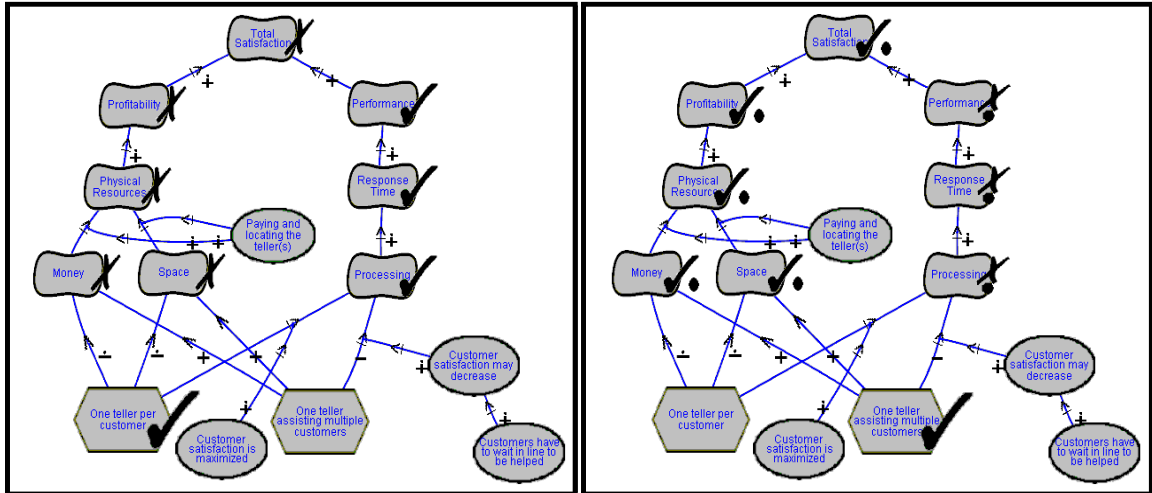 Total
Satisfaction
Profitability
Performance
Physical
Resources
Response
Time
Paying and
locating the
teller(s)
Money
Space
Processing
Customer
satisfaction may
decrease
One teller per
customer
One teller
assisting multiple
customers
Customer
satisfaction is
maximized
Customers have
to wait in line to
be helped
Total
Satisfaction
Profitability
Performance
Physical
Resources
Response
Time
Paying and
locating the
teller(s)
Money
Space
Processing
Customer
satisfaction may
decrease
One teller per
customer
One teller
assisting multiple
customers
Customer
satisfaction is
maximized
Customers have
to wait in line to
be helped